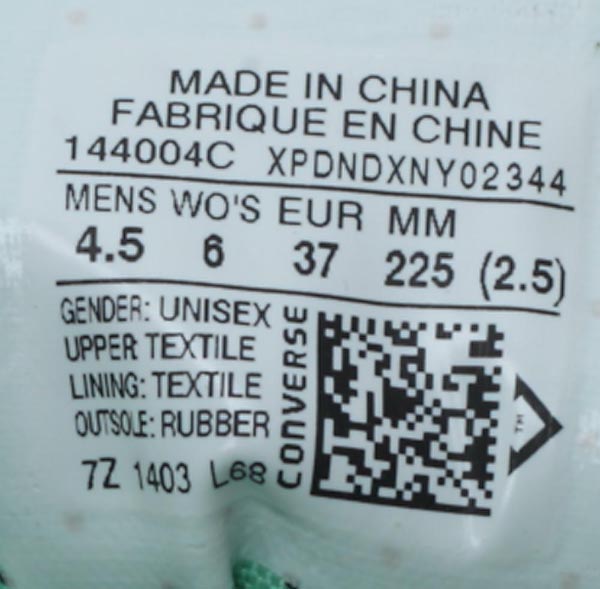 MADE IN CHINA
FABRIQUE EN CHINE
144004C XPDNDXNY02344
MENS WO'S EUR MM
4.5 6 37 225 (2.5)
GENDER: UNISEX
UPPER TEXTILE
LINING: TEXTILE
OUTSOLE: RUBBER
7Z 1403 L68
CONVERSE
TM